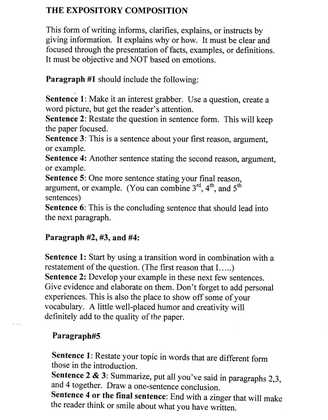 THE EXPOSITORY COMPOSITION
This form of writing informs, clarifies, explains, or instructs by
giving information. It explains why or how. It must be clear and
focused through the presentation of facts, examples, or definitions.
It must be objective and NOT based on emotions.
Paragraph #1 should include the following:
Sentence 1: Make it an interest grabber. Use a question, create a
word picture, but get the reader's attention.
Sentence 2: Restate the question in sentence form. This will keep
the paper focused.
Sentence 3: This is a sentence about your first reason, argument,
or example.
Sentence 4: Another sentence stating the second reason, argument,
or example.
Sentence 5: One more sentence stating your final reason,
argument, or example. (You can combine 3rd, 4th, and 5th
sentences)
Sentence 6: This is the concluding sentence that should lead into
the next paragraph.
Paragraph #2, #3, and #4:
Sentence 1: Start by using a transition word in combination with a
restatement of the question. (The first reason that I…..)
Sentence 2: Develop your example in these next few sentences.
Give evidence and elaborate on them. Don't forget to add personal
experiences. This is also the place to show off some of your
vocabulary. A little well-placed humor and creativity will
definitely add to the quality of the paper.
Paragraph#5
Sentence 1: Restate your topic in words that are different form
those in the introduction.
Sentence 2 & 3: Summarize, put all you've said in paragraphs 2,3,
and 4 together. Draw a one-sentence conclusion.
Sentence 4 or the final sentence: End with a zinger that will make
the reader think or smile about what you have written.